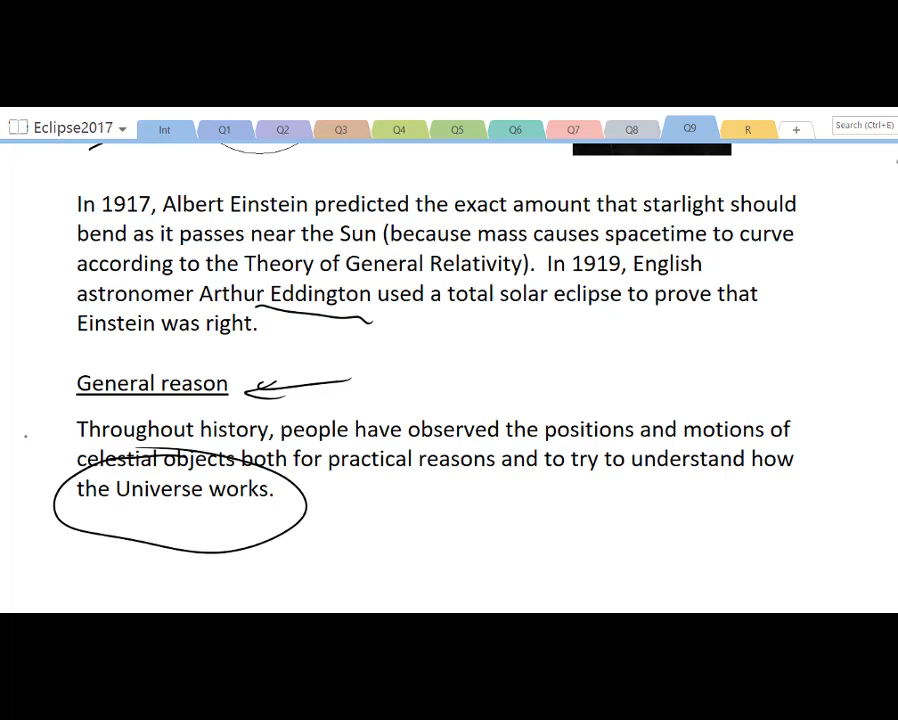 Eclipse2017 Int Q1 Q2 Q3 Q4 Q5 Q6 Q7 Q8 Q9 R + Search (Ctrl+E)
In 1917, Albert Einstein predicted the exact amount that starlight should
bend as it passes near the Sun (because mass causes spacetime to curve
according to the Theory of General Relativity).  In 1919, English
astronomer Arthur Eddington used a total solar eclipse to prove that
Einstein was right.
General reason
Throughout history, people have observed the positions and motions of
celestial objects both for practical reasons and to try to understand how
the Universe works.